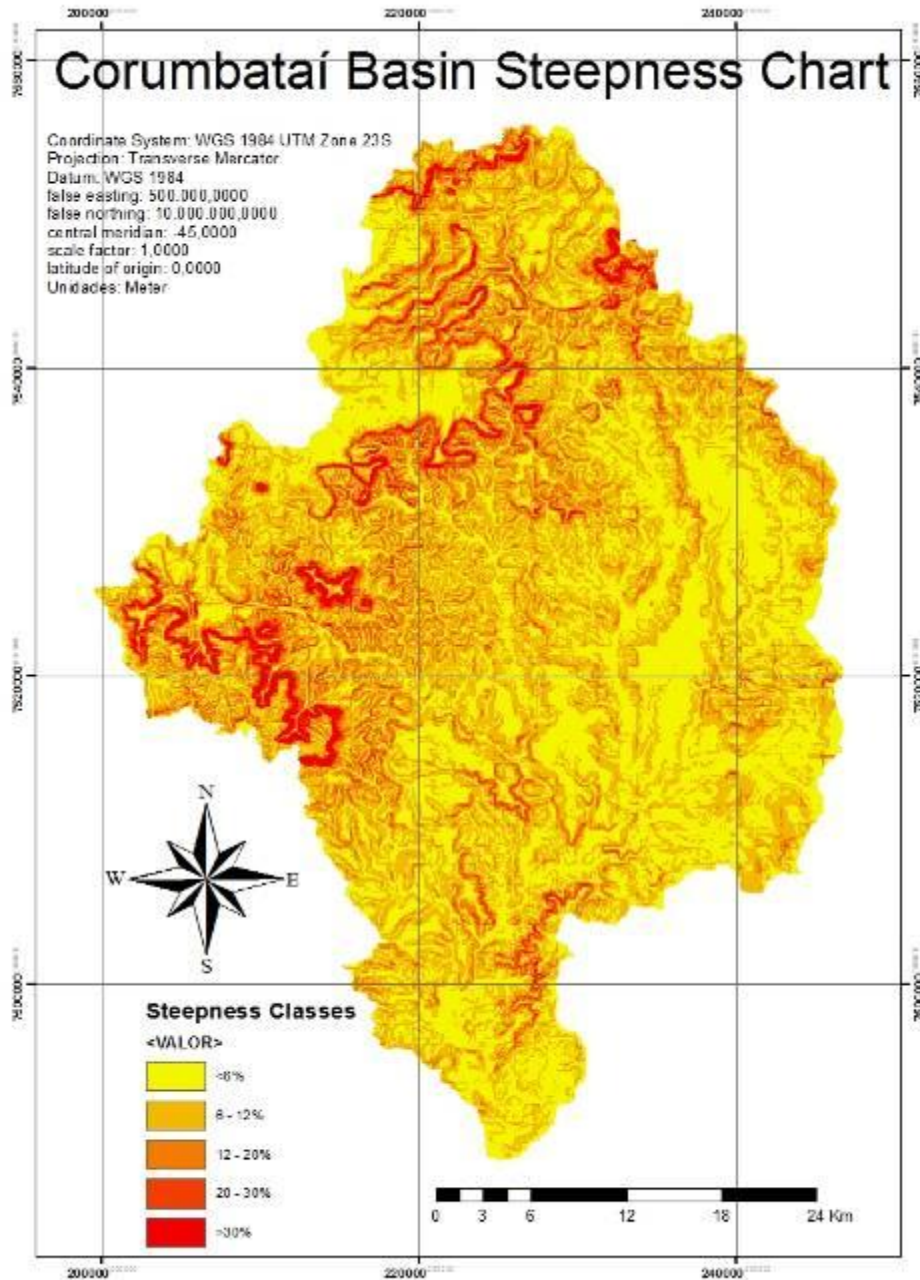 200000 220000 240000
Corumbataí Basin Steepness Chart
Coordinate System: WGS 1984 UTM Zone 23S
Projection: Transverse Mercator
Datum: WGS 1984
false easting: 500.000,0000
false northing: 10.000.000,0000
central meridian: -45,0000
scale factor: 1,0000
latitude of origin: 0,0000
Unidades: Meter
N
W E
S
Steepness Classes
<VALOR>
<6%
6 - 12%
12 - 20%
20 - 30%
>30%
0 3 6 12 18 24 Km
200000 220000 240000